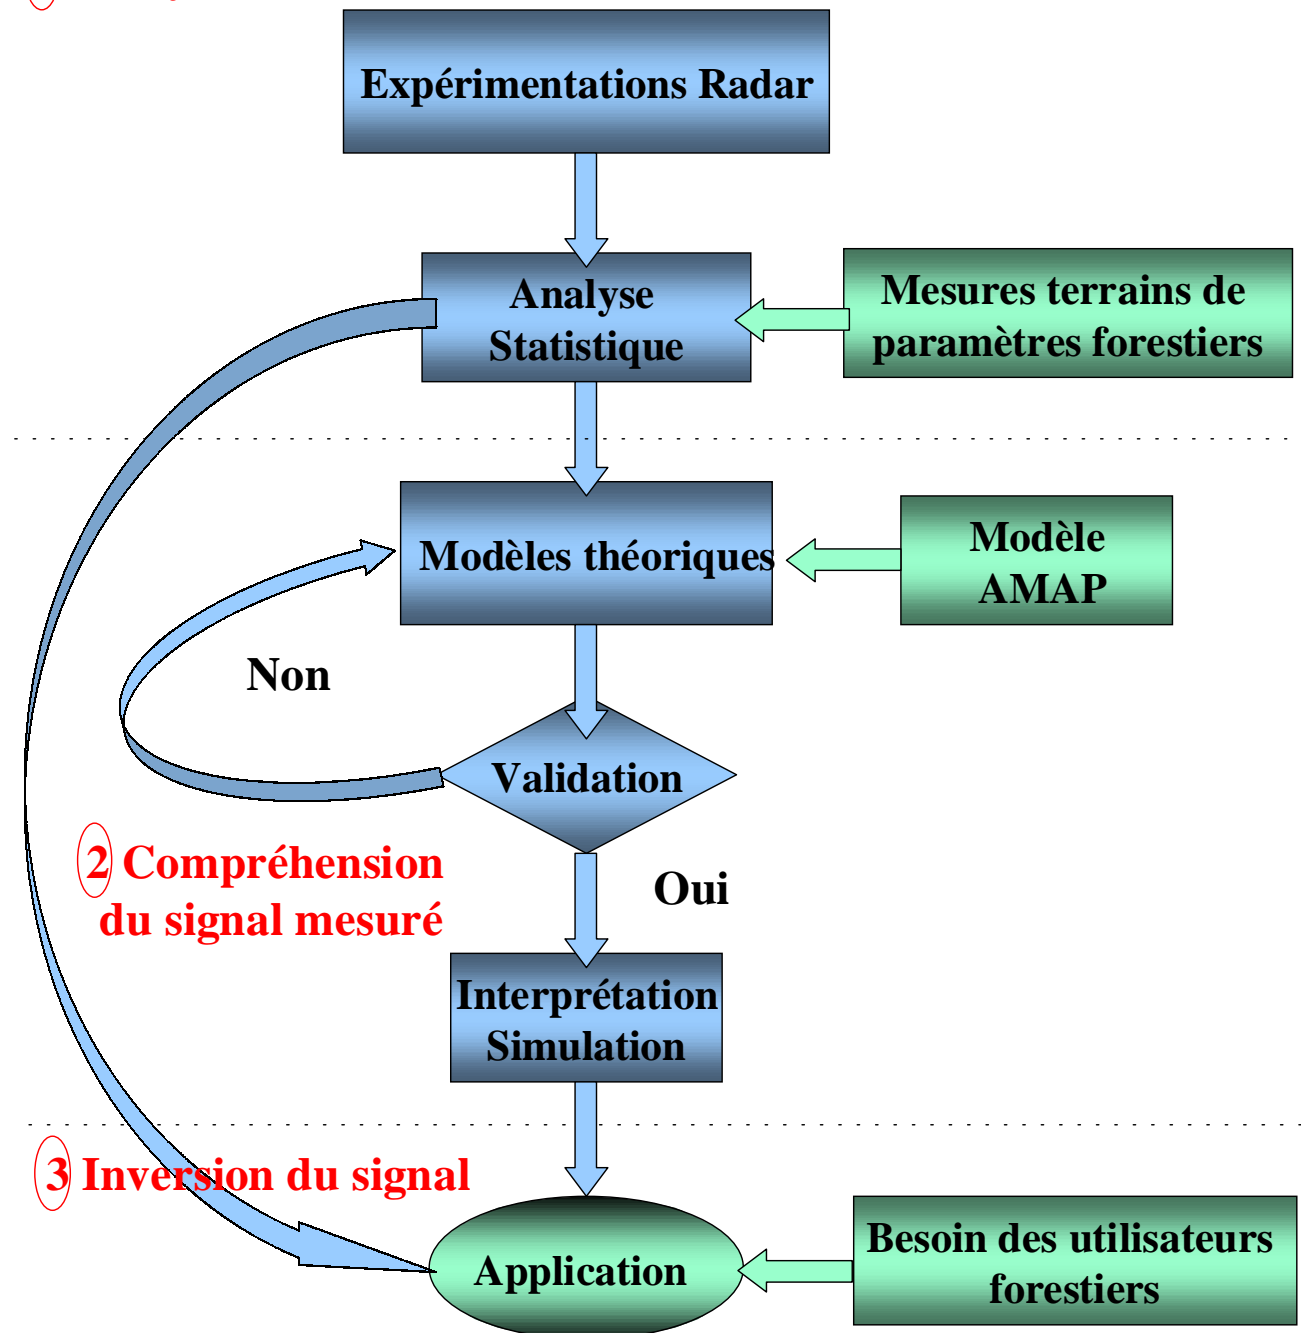 Expérimentations Radar
Analyse
Statistique
Mesures terrains de
paramètres forestiers
Modèles théoriques
Modèle
AMAP
Non
Validation
2 Compréhension
du signal mesuré
Oui
Interprétation
Simulation
3 Inversion du signal
Application
Besoin des utilisateurs
forestiers